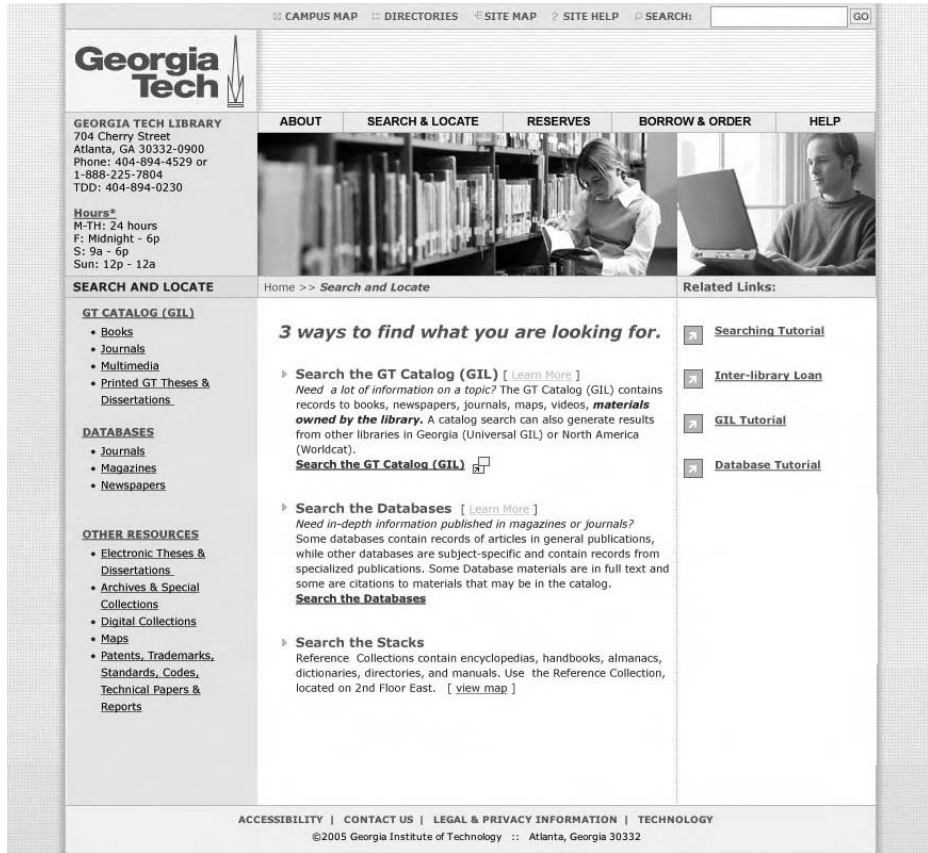 CAMPUS MAP DIRECTORIES SITE MAP ? SITE HELP SEARCH: GO
Georgia
Tech
GEORGIA TECH LIBRARY
704 Cherry Street
Atlanta, GA 30332-0900
Phone: 404-894-4529 or
1-888-225-7804
TDD: 404-894-0230
Hours*
M-TH: 24 hours
F: Midnight - 6p
S: 9a - 6p
Sun: 12p - 12a
ABOUT SEARCH & LOCATE RESERVES BORROW & ORDER HELP
SEARCH AND LOCATE
Home >> Search and Locate
Related Links:
GT CATALOG (GIL)
• Books
• Journals
• Multimedia
• Printed GT Theses &
Dissertations
DATABASES
• Journals
• Magazines
• Newspapers
OTHER RESOURCES
• Electronic Theses &
Dissertations
• Archives & Special
Collections
• Digital Collections
• Maps
• Patents, Trademarks,
Standards, Codes,
Technical Papers &
Reports
3 ways to find what you are looking for.
Search the GT Catalog (GIL) [ Learn More ]
Need a lot of information on a topic? The GT Catalog (GIL) contains
records to books, newspapers, journals, maps, videos, materials
owned by the library. A catalog search can also generate results
from other libraries in Georgia (Universal GIL) or North America
(Worldcat).
Search the GT Catalog (GIL)
Search the Databases [ Learn More ]
Need in-depth information published in magazines or journals?
Some databases contain records of articles in general publications,
while other databases are subject-specific and contain records from
specialized publications. Some Database materials are in full text and
some are citations to materials that may be in the catalog.
Search the Databases
Search the Stacks
Reference Collections contain encyclopedias, handbooks, almanacs,
dictionaries, directories, and manuals. Use the Reference Collection,
located on 2nd Floor East. [ view map ]
Searching Tutorial
Inter-library Loan
GIL Tutorial
Database Tutorial
ACCESSIBILITY | CONTACT US | LEGAL & PRIVACY INFORMATION | TECHNOLOGY
©2005 Georgia Institute of Technology :: Atlanta, Georgia 30332